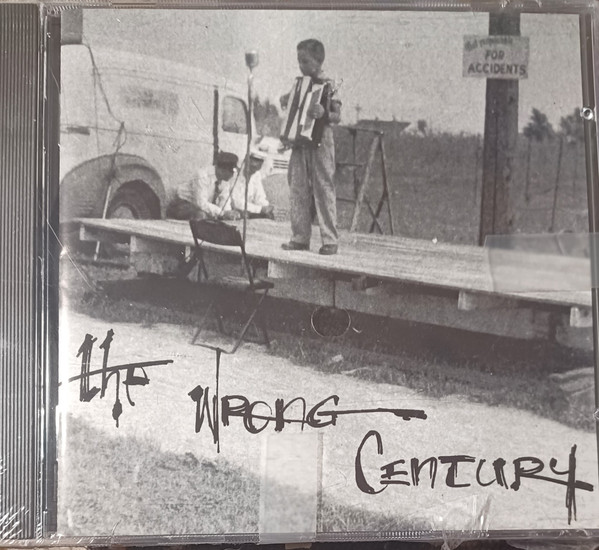 FOR
ACCIDENTS
the
Wrong
Century